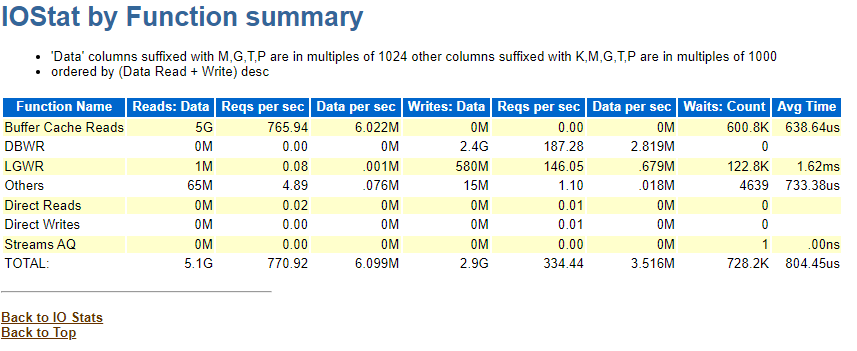 IOStat by Function summary
'Data' columns suffixed with M,G,T,P are in multiples of 1024 other columns suffixed with K,M,G,T,P are in multiples of 1000
ordered by (Data Read + Write) desc
Function Name Reads: Data Reqs per sec Data per sec Writes: Data Reqs per sec Data per sec Waits: Count Avg Time
Buffer Cache Reads 5G 765.94 6.022M 0M 0.00 0M 600.8K 638.64us
DBWR 0M 0.00 0M 2.4G 187.28 2.819M 0
LGWR 1M 0.08 .001M 580M 146.05 .679M 122.8K 1.62ms
Others 65M 4.89 .076M 15M 1.10 .018M 4639 733.38us
Direct Reads 0M 0.02 0M 0M 0.01 0M 0
Direct Writes 0M 0.00 0M 0M 0.01 0M 0
Streams AQ 0M 0.00 0M 0M 0.00 0M 1 .00ns
TOTAL: 5.1G 770.92 6.099M 2.9G 334.44 3.516M 728.2K 804.45us
Back to IO Stats
Back to Top